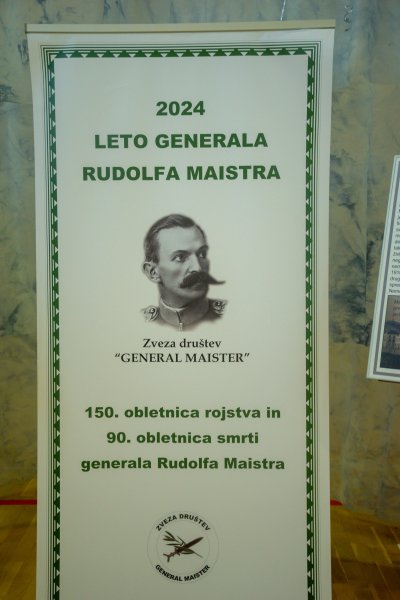 2024
LETO GENERALA
RUDOLFA MAISTRA
Zveza društev
“GENERAL MAISTER”
150. obletnica rojstva in
90. obletnica smrti
generala Rudolfa Maistra
ZVEZA DRUŠTEV
GENERAL MAISTER